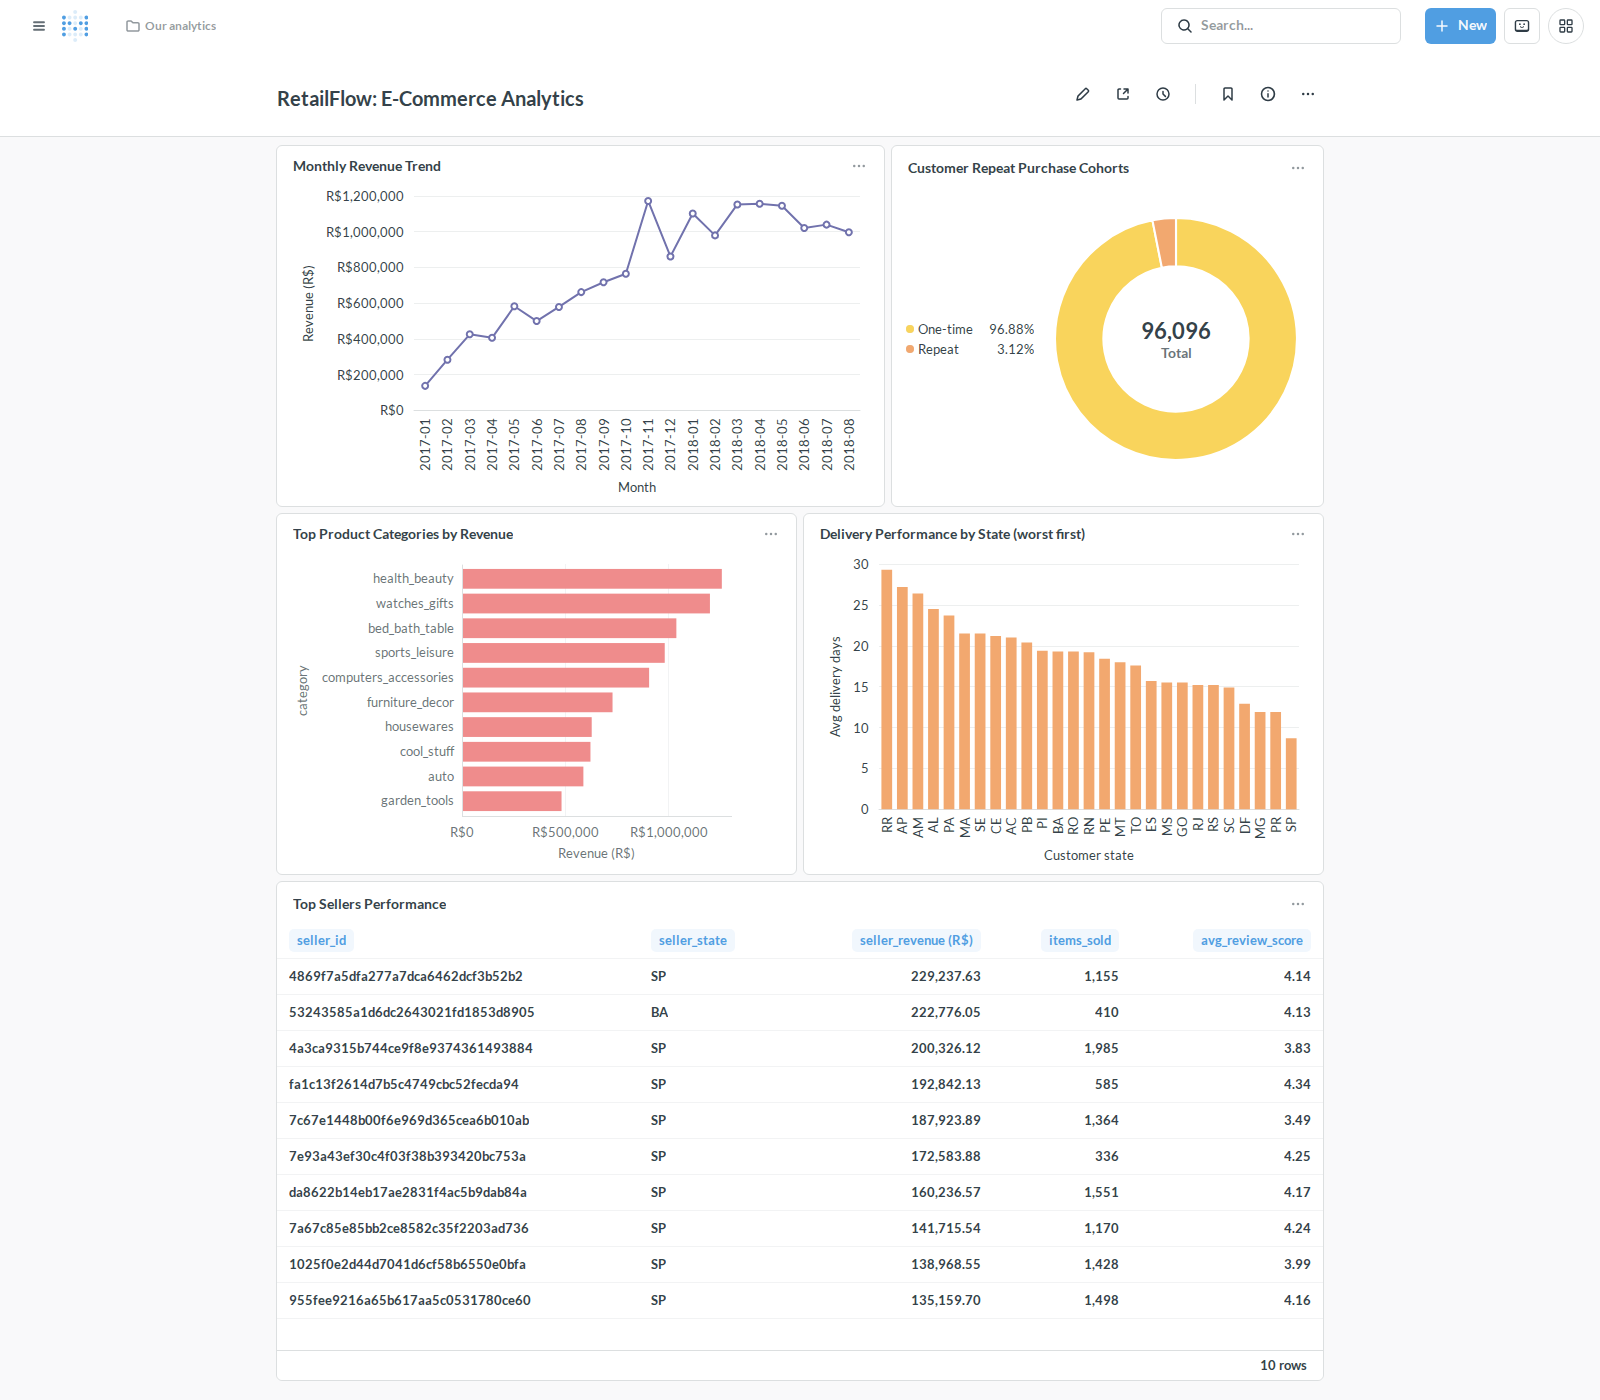 Our analytics
Search...
New
RetailFlow: E-Commerce Analytics
Monthly Revenue Trend
R$1,200,000
R$1,000,000
R$800,000
R$600,000
R$400,000
R$200,000
R$0
Revenue (R$)
2017-01
2017-02
2017-03
2017-04
2017-05
2017-06
2017-07
2017-08
2017-09
2017-10
2017-11
2017-12
2018-01
2018-02
2018-03
2018-04
2018-05
2018-06
2018-07
2018-08
Month
Customer Repeat Purchase Cohorts
One-time 96.88%
Repeat 3.12%
96,096
Total
Top Product Categories by Revenue
category
health_beauty
watches_gifts
bed_bath_table
sports_leisure
computers_accessories
furniture_decor
housewares
cool_stuff
auto
garden_tools
R$0 R$500,000 R$1,000,000
Revenue (R$)
Delivery Performance by State (worst first)
30
25
20
15
10
5
0
Avg delivery days
RR
AP
AM
AL
PA
MA
SE
CE
AC
PB
PI
BA
RO
RN
PE
MT
TO
ES
MS
GO
RJ
RS
SC
DF
MG
PR
SP
Customer state
Top Sellers Performance
seller_id seller_state seller_revenue (R$) items_sold avg_review_score
4869f7a5dfa277a7dca6462dcf3b52b2 SP 229,237.63 1,155 4.14
53243585a1d6dc2643021fd1853d8905 BA 222,776.05 410 4.13
4a3ca9315b744ce9f8e9374361493884 SP 200,326.12 1,985 3.83
fa1c13f2614d7b5c4749cbc52fecda94 SP 192,842.13 585 4.34
7c67e1448b00f6e969d365cea6b010ab SP 187,923.89 1,364 3.49
7e93a43ef30c4f03f38b393420bc753a SP 172,583.88 336 4.25
da8622b14eb17ae2831f4ac5b9dab84a SP 160,236.57 1,551 4.17
7a67c85e85bb2ce8582c35f2203ad736 SP 141,715.54 1,170 4.24
1025f0e2d44d7041d6cf58b6550e0bfa SP 138,968.55 1,428 3.99
955fee9216a65b617aa5c0531780ce60 SP 135,159.70 1,498 4.16
10 rows